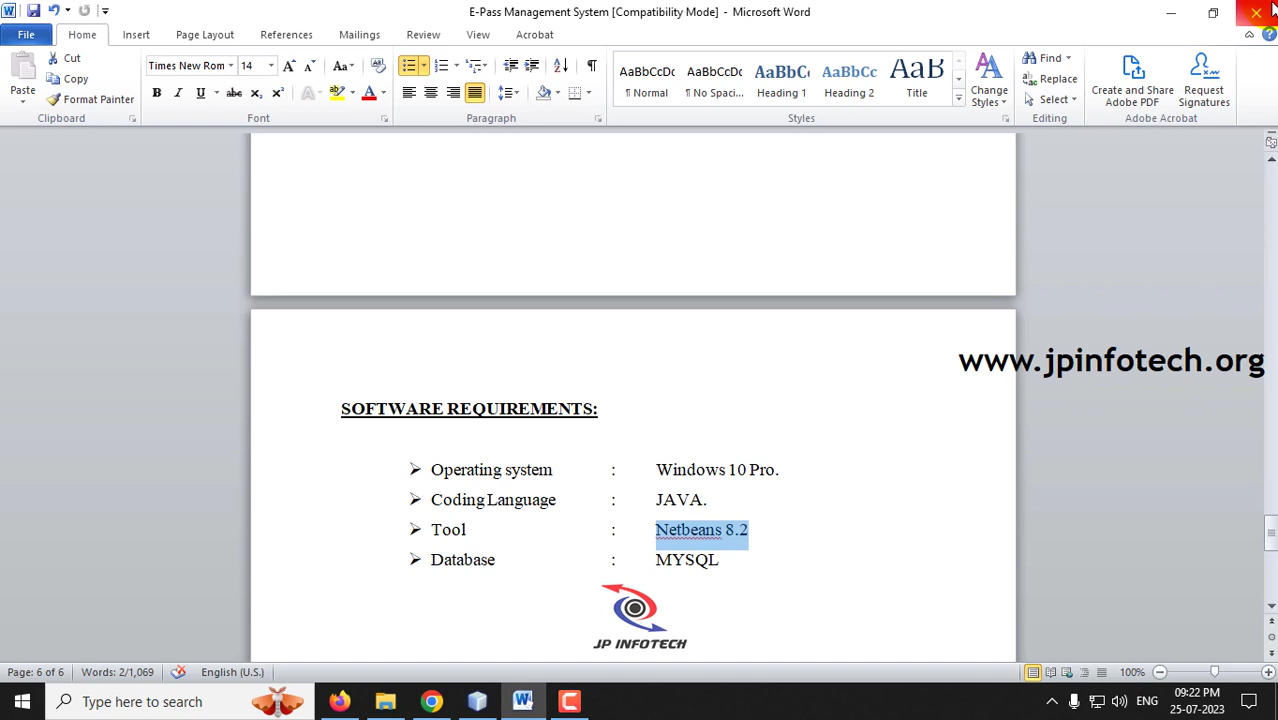 E-Pass Management System [Compatibility Mode] - Microsoft Word
File Home Insert Page Layout References Mailings Review View Acrobat
Paste
Cut
Copy
Format Painter
Clipboard
Times New Rom 14
Font
Paragraph
AaBbCcDc AaBbCcDc AaBbCc AaBbCc AaB
¶ Normal ¶ No Spaci... Heading 1 Heading 2 Title
Change Styles
Styles
Find
Replace
Select
Editing
Create and Share Adobe PDF
Request Signatures
Adobe Acrobat
www.jpinfotech.org
SOFTWARE REQUIREMENTS:
➢ Operating system : Windows 10 Pro.
➢ Coding Language : JAVA.
➢ Tool : Netbeans 8.2
➢ Database : MYSQL
JP INFOTECH
Page: 6 of 6 Words: 2/1,069 English (U.S.) 100%
Type here to search
ENG
09:22 PM
25-07-2023